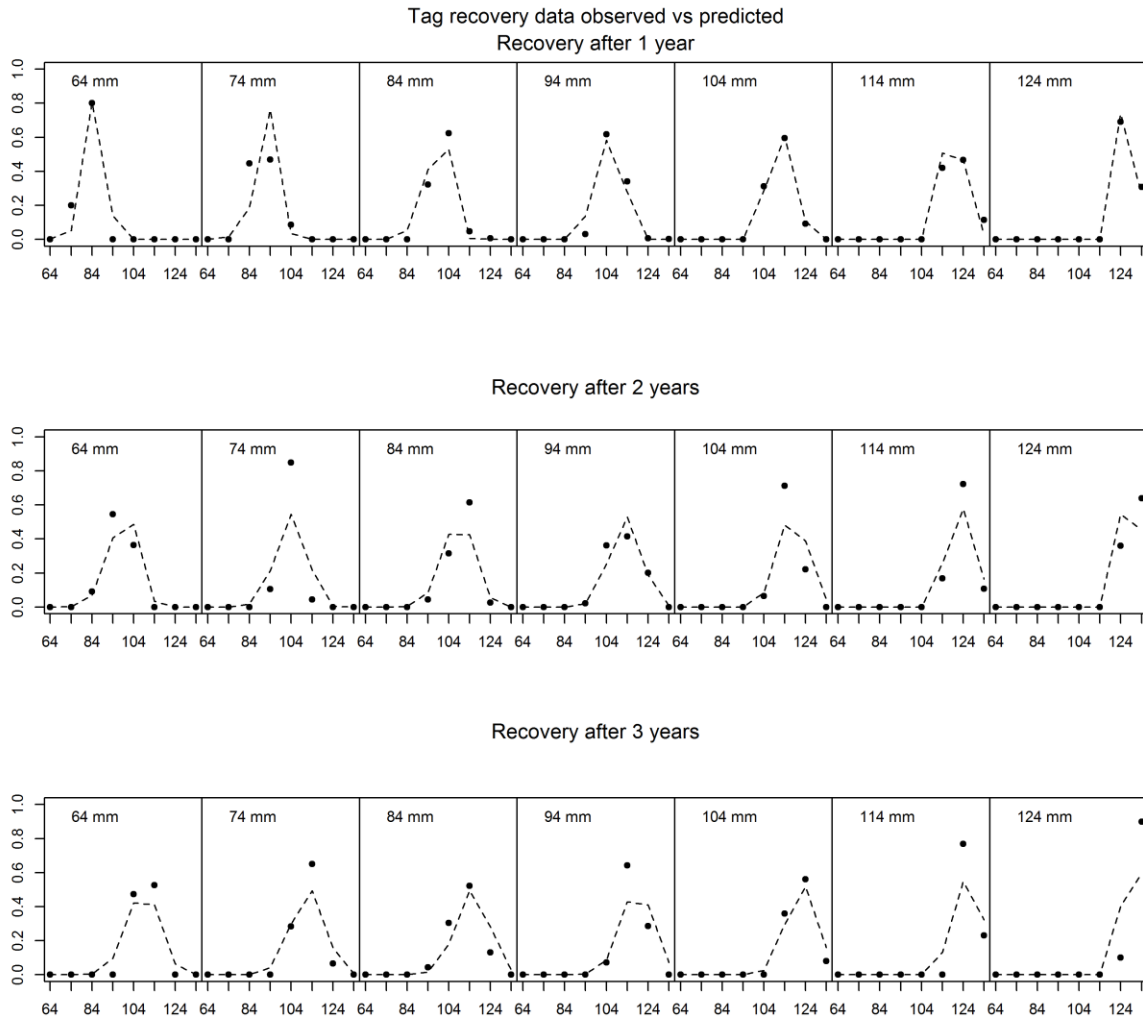 Tag recovery data observed vs predicted
Recovery after 1 year
64 mm 74 mm 84 mm 94 mm 104 mm 114 mm 124 mm
1.0
0.8
0.6
0.4
0.2
0.0
64 84 104 124 64 84 104 124 64 84 104 124 64 84 104 124 64 84 104 124 64 84 104 124 64 84 104 124
Recovery after 2 years
64 mm 74 mm 84 mm 94 mm 104 mm 114 mm 124 mm
1.0
0.8
0.6
0.4
0.2
0.0
64 84 104 124 64 84 104 124 64 84 104 124 64 84 104 124 64 84 104 124 64 84 104 124 64 84 104 124
Recovery after 3 years
64 mm 74 mm 84 mm 94 mm 104 mm 114 mm 124 mm
1.0
0.8
0.6
0.4
0.2
0.0
64 84 104 124 64 84 104 124 64 84 104 124 64 84 104 124 64 84 104 124 64 84 104 124 64 84 104 124